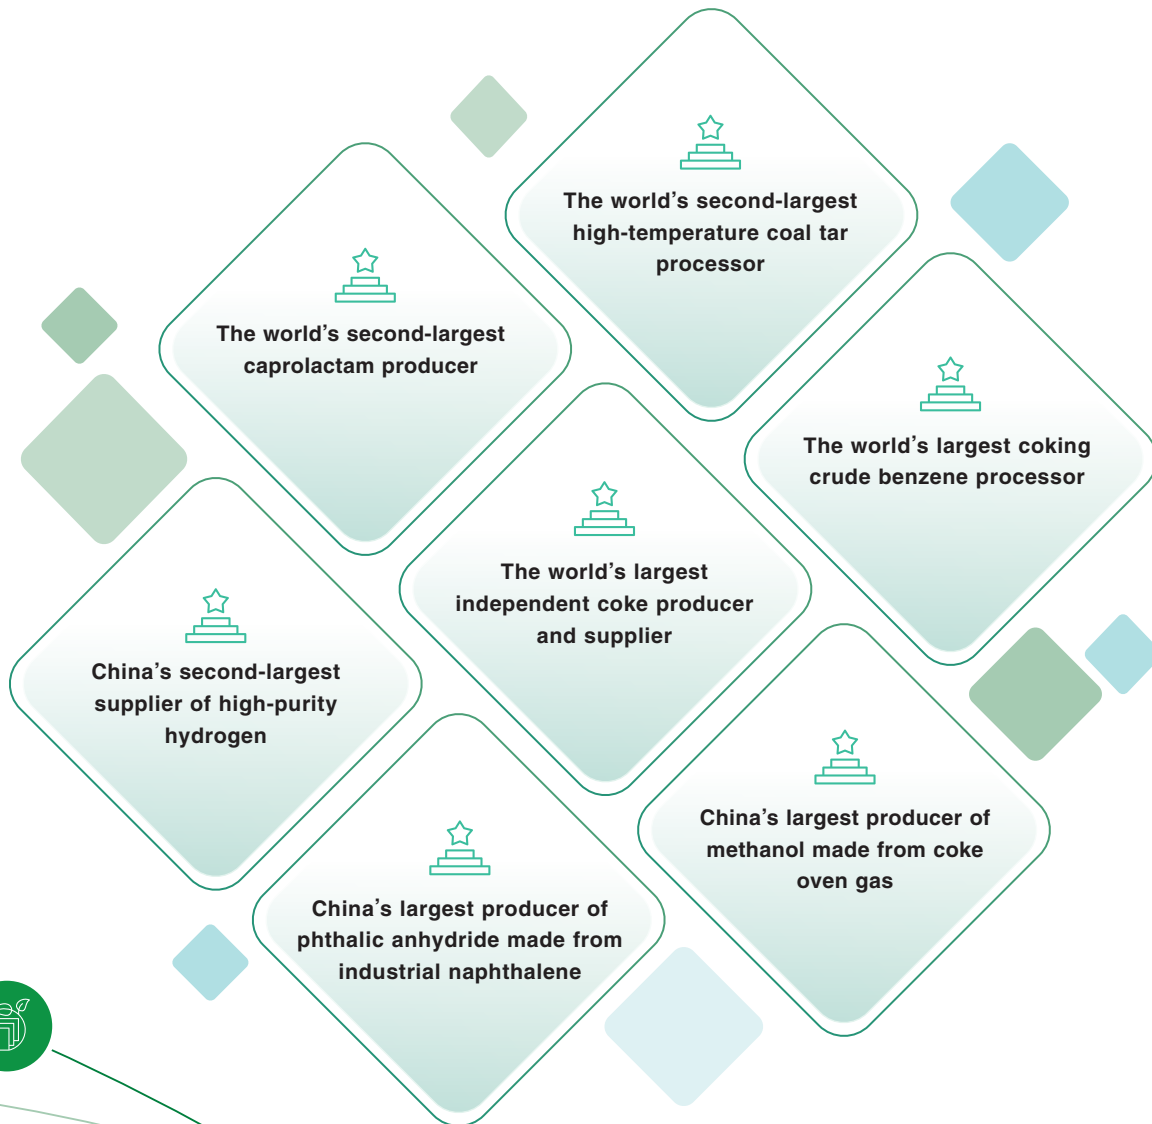 The world's second-largest
high-temperature coal tar
processor
The world's second-largest
caprolactam producer
The world's largest coking
crude benzene processor
The world's largest
independent coke producer
and supplier
China's second-largest
supplier of high-purity
hydrogen
China's largest producer of
methanol made from coke
oven gas
China's largest producer of
phthalic anhydride made from
industrial naphthalene